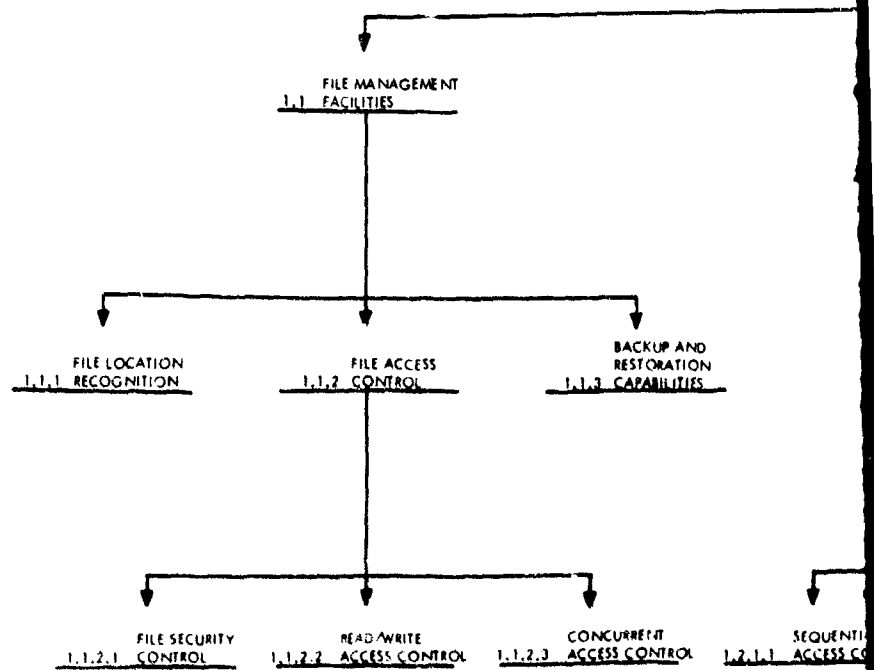 FILE MANAGEMENT
1.1 FACILITIES
FILE LOCATION
1.1.1 RECOGNITION
FILE ACCESS
1.1.2 CONTROL
BACKUP AND
RESTORATION
1.1.3 CAPABILITIES
FILE SECURITY
1.1.2.1 CONTROL
READ/WRITE
1.1.2.2 ACCESS CONTROL
CONCURRENT
1.1.2.3 ACCESS CONTROL
1.2.1.1 ACCESS